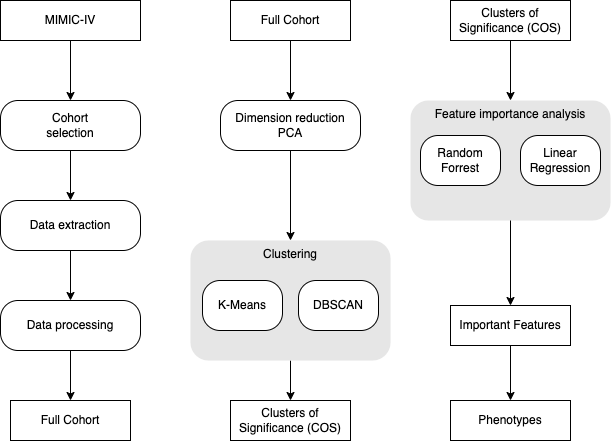 MIMIC-IV
Cohort
selection
Data extraction
Data processing
Full Cohort
Full Cohort
Dimension reduction
PCA
Clustering
K-Means
DBSCAN
Clusters of
Significance (COS)
Clusters of
Significance (COS)
Feature importance analysis
Random
Forrest
Linear
Regression
Important Features
Phenotypes